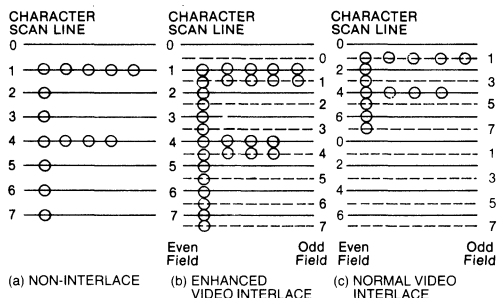 CHARACTER
SCAN LINE
0
1
2
3
4
5
6
7
(a) NON-INTERLACE
CHARACTER
SCAN LINE
0
1
2
3
4
5
6
7
0
1
2
3
4
5
6
7
Even
Field
Odd
Field
(b) ENHANCED
VIDEO INTERLACE
CHARACTER
SCAN LINE
0
2
4
6
0
2
4
6
1
3
5
7
1
3
5
7
Even
Field
Odd
Field
(c) NORMAL VIDEO
INTERLACE